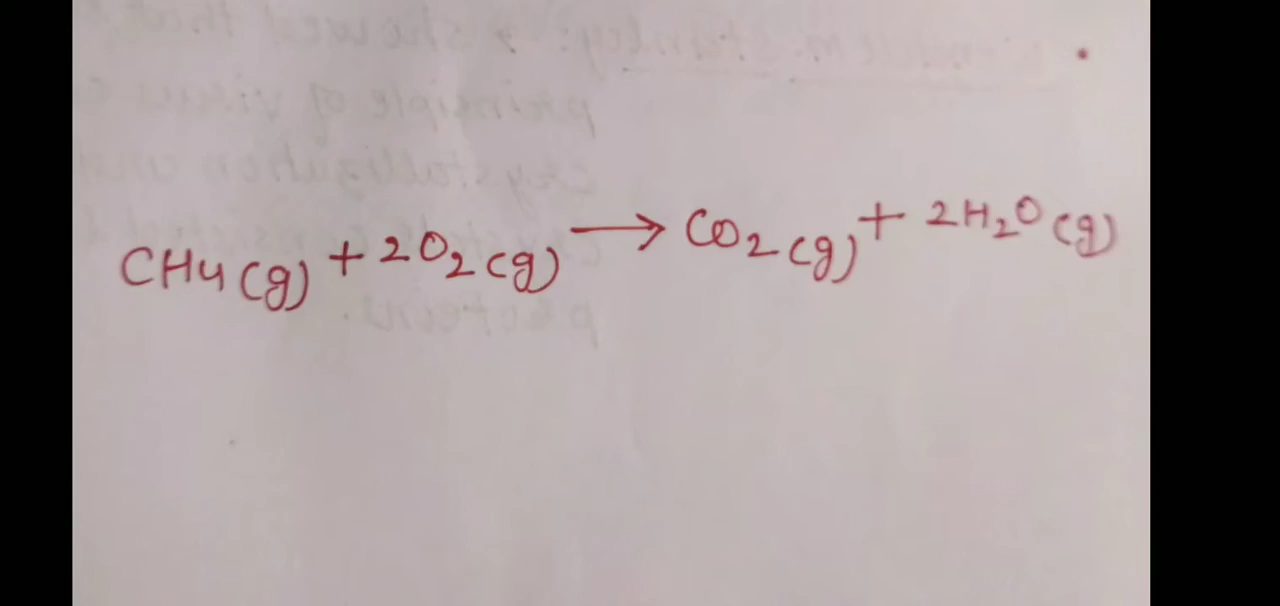 CH4(g) + 2O2(g) → CO2(g) + 2H2O(g)